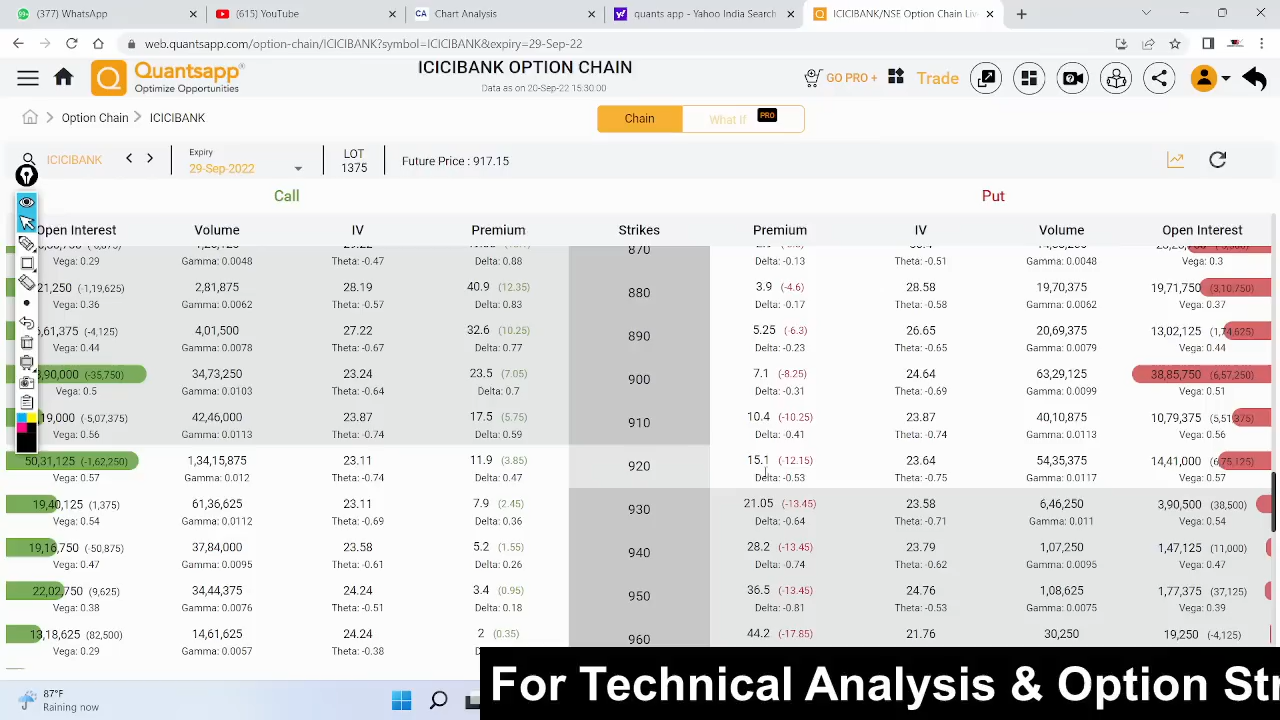 WhatsApp
(615) YouTube
CA Chart Analysis
quants app - Yahoo India Search
ICICIBANK/NSE Option Chain Liv
web.quantsapp.com/option-chain/ICICIBANK?symbol=ICICIBANK&expiry=29-Sep-22
Quantsapp
Optimize Opportunities
ICICIBANK OPTION CHAIN
Data as on 20-Sep-22 15:30:00
GO PRO +
Trade
Option Chain
ICICIBANK
Chain
What If PRO
ICICIBANK
Expiry
29-Sep-2022
LOT
1375
Future Price : 917.15
Call
Put
Open Interest Volume IV Premium Strikes Premium IV Volume Open Interest
870
Vega: 0.29 Gamma: 0.0048 Theta: -0.47 Delta: 0.88 Delta: -0.13 Theta: -0.51 Gamma: 0.0048 Vega: 0.3
21,250 (-1,19,625) 2,81,875 28.19 40.9 (12.35) 880 3.9 (-4.6) 28.58 19,70,375 19,71,750 (3,10,750)
Vega: 0.36 Gamma: 0.0062 Theta: -0.57 Delta: 0.83 Delta: -0.17 Theta: -0.58 Gamma: 0.0062 Vega: 0.37
,61,375 (-4,125) 4,01,500 27.22 32.6 (10.25) 890 5.25 (-6.3) 26.65 20,69,375 13,02,125 (1,74,625)
Vega: 0.44 Gamma: 0.0078 Theta: -0.67 Delta: 0.77 Delta: -0.23 Theta: -0.65 Gamma: 0.0079 Vega: 0.44
,90,000 (-35,750) 34,73,250 23.24 23.5 (7.05) 900 7.1 (-8.25) 24.64 63,29,125 38,85,750 (6,57,250)
Vega: 0.5 Gamma: 0.0103 Theta: -0.64 Delta: 0.7 Delta: -0.31 Theta: -0.69 Gamma: 0.0099 Vega: 0.51
19,000 (-5,07,375) 42,46,000 23.87 17.5 (5.75) 910 10.4 (-10.25) 23.87 40,10,875 10,79,375 (5,51,375)
Vega: 0.56 Gamma: 0.0113 Theta: -0.74 Delta: 0.59 Delta: -0.41 Theta: -0.74 Gamma: 0.0113 Vega: 0.56
50,31,125 (-1,62,250) 1,34,15,875 23.11 11.9 (3.85) 920 15.1 (-12.15) 23.64 54,35,375 14,41,000 (6,75,125)
Vega: 0.57 Gamma: 0.012 Theta: -0.74 Delta: 0.47 Delta: -0.53 Theta: -0.75 Gamma: 0.0117 Vega: 0.57
19,40,125 (1,375) 61,36,625 23.11 7.9 (2.45) 930 21.05 (-13.45) 23.58 6,46,250 3,90,500 (38,500)
Vega: 0.54 Gamma: 0.0112 Theta: -0.69 Delta: 0.36 Delta: -0.64 Theta: -0.71 Gamma: 0.011 Vega: 0.54
19,16,750 (-50,875) 37,84,000 23.58 5.2 (1.55) 940 28.2 (-13.45) 23.79 1,07,250 1,47,125 (11,000)
Vega: 0.47 Gamma: 0.0095 Theta: -0.61 Delta: 0.26 Delta: -0.74 Theta: -0.62 Gamma: 0.0095 Vega: 0.47
22,02,750 (9,625) 34,44,375 24.24 3.4 (0.95) 950 36.5 (-13.45) 24.76 1,08,625 1,77,375 (37,125)
Vega: 0.38 Gamma: 0.0076 Theta: -0.51 Delta: 0.18 Delta: -0.81 Theta: -0.53 Gamma: 0.0075 Vega: 0.39
13,18,625 (82,500) 14,61,625 24.24 2 (0.35) 960 44.2 (-17.85) 21.76 30,250 19,250 (-4,125)
Vega: 0.29 Gamma: 0.0057 Theta: -0.38
87°F
Raining now
For Technical Analysis & Option Str